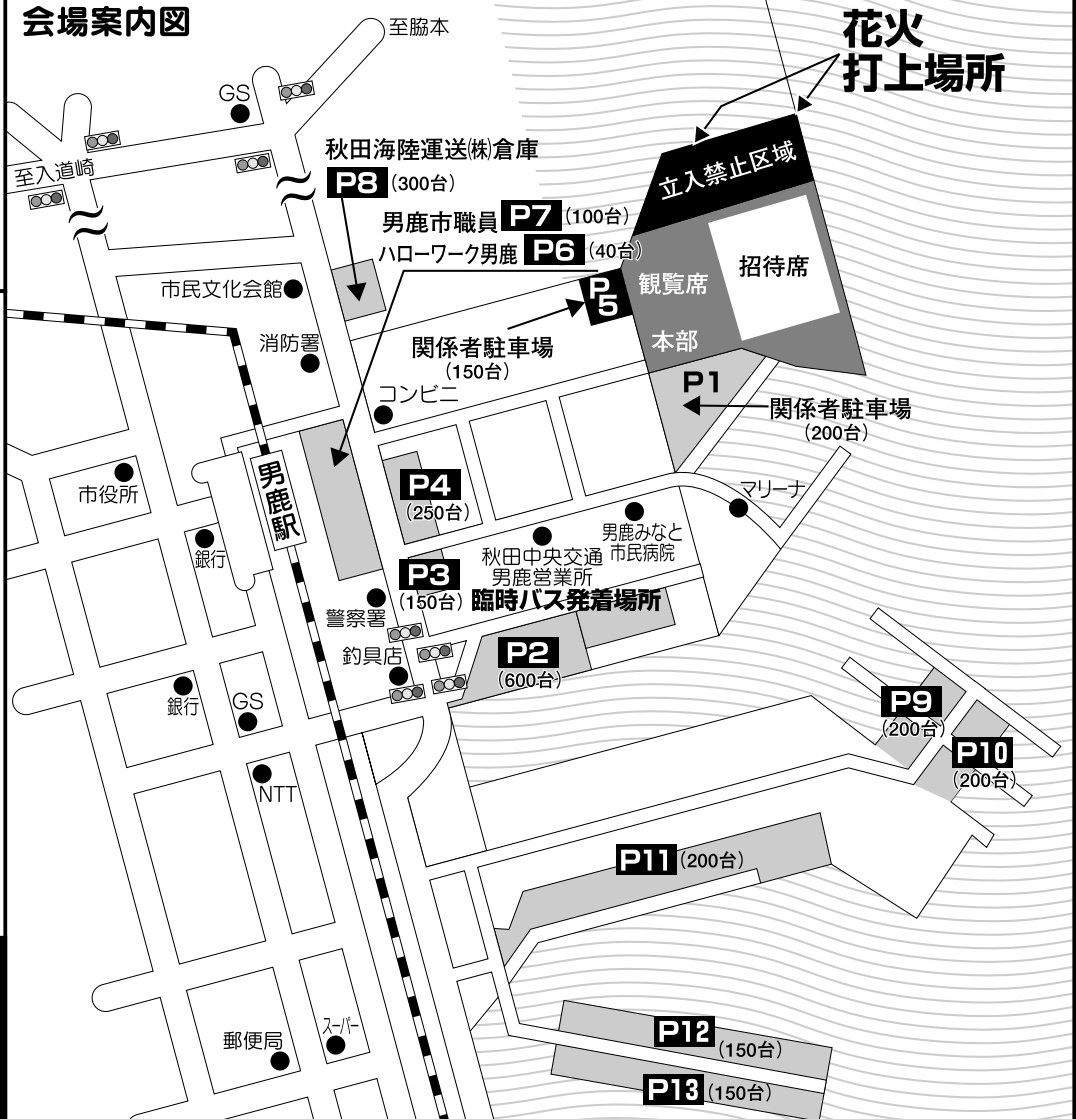 会場案内図
至脇本
花火
打上場所
GS
至入道崎
秋田海陸運送㈱倉庫
P8 (300台)
立入禁止区域
男鹿市職員 P7 (100台)
ハローワーク男鹿 P6 (40台)
招待席
観覧席
市民文化会館
P5
本部
消防署
関係者駐車場
(150台)
P1
コンビニ
関係者駐車場
(200台)
男鹿駅
市役所
P4
(250台)
マリーナ
銀行
男鹿みなと
市民病院
秋田中央交通
男鹿営業所
P3
(150台)
臨時バス発着場所
警察署
釣具店
P2
(600台)
銀行
GS
P9
(200台)
P10
(200台)
NTT
P11 (200台)
郵便局
スーパー
P12 (150台)
P13 (150台)